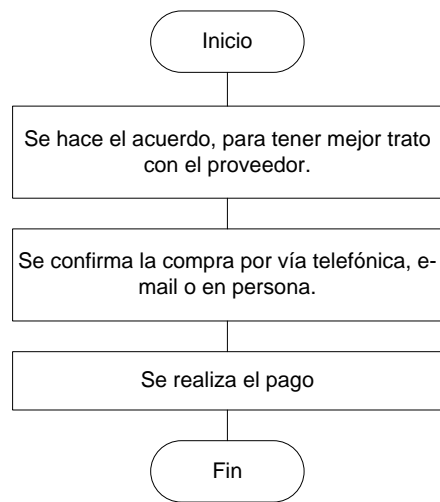 Inicio
Se hace el acuerdo, para tener mejor trato
con el proveedor.
Se confirma la compra por vía telefónica, e-
mail o en persona.
Se realiza el pago
Fin